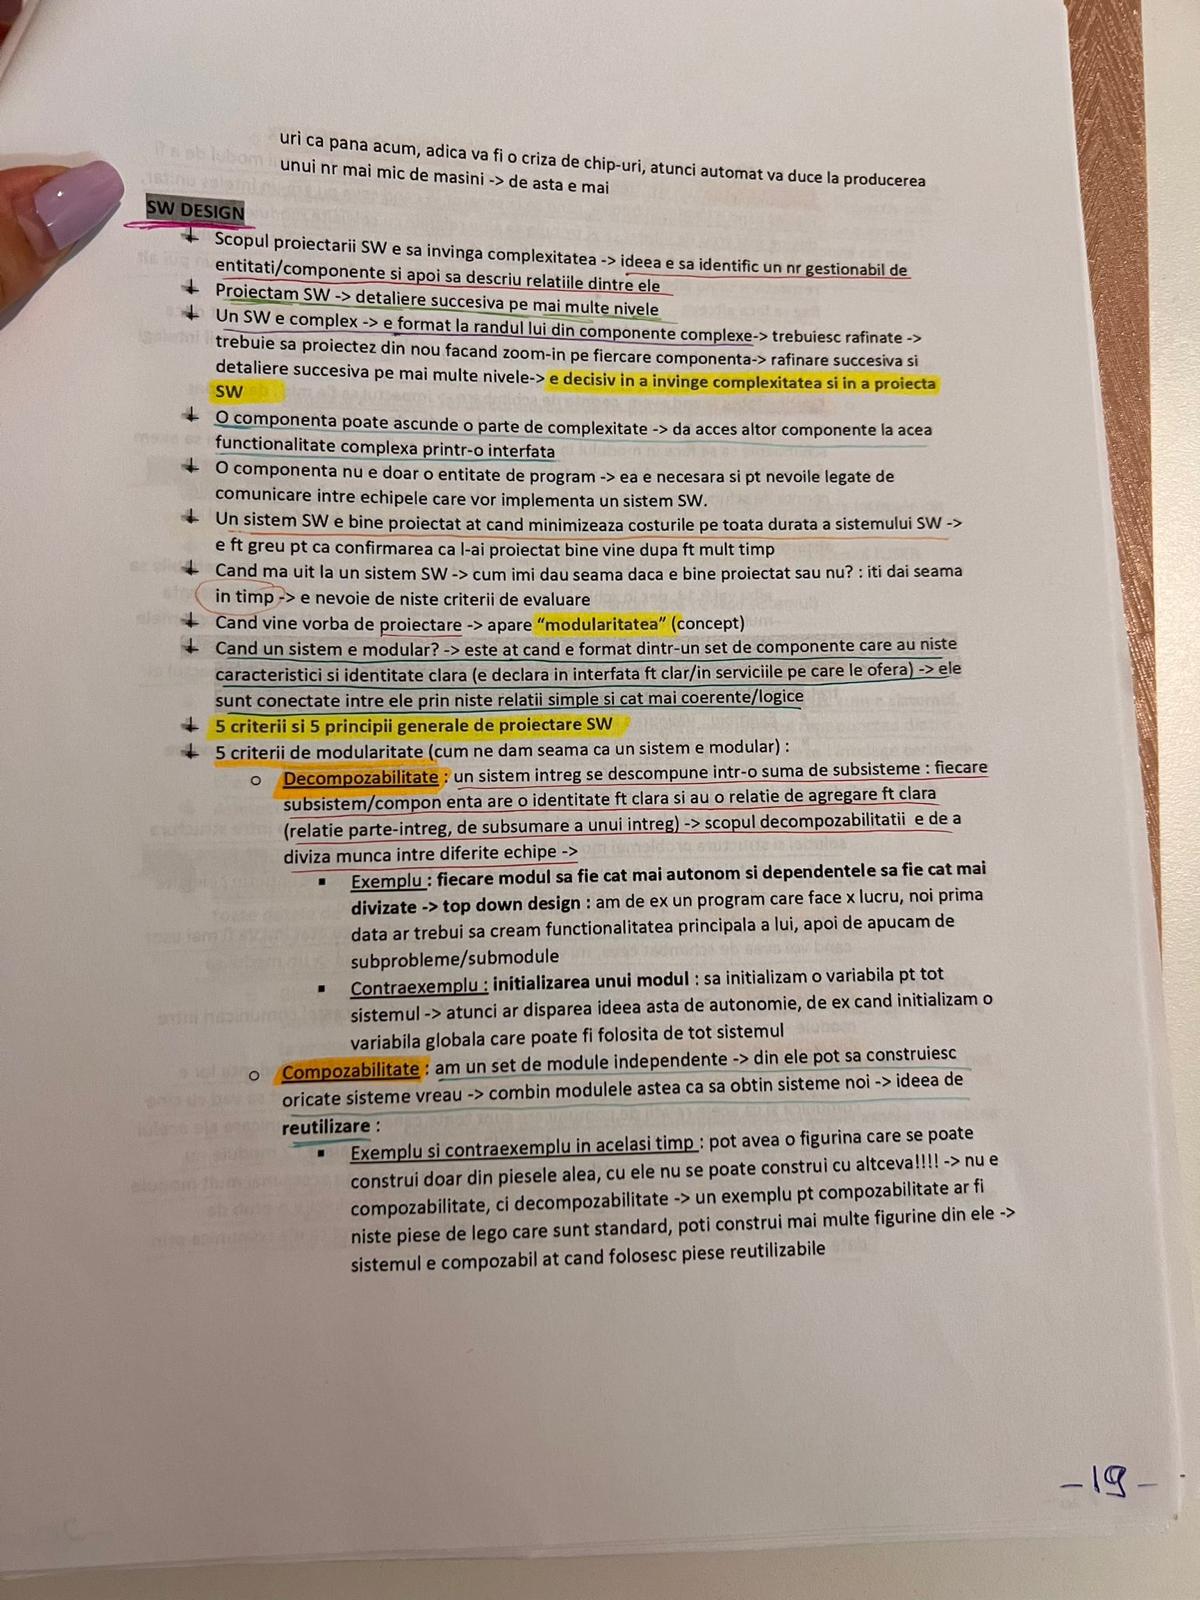 uri ca pana acum, adica va fi o criza de chip-uri, atunci automat va duce la producerea
unui nr mai mic de masini -> de asta e mai
SW DESIGN
Scopul proiectarii SW e sa invinga complexitatea -> ideea e sa identific un nr gestionabil de
entitati/componente si apoi sa descriu relatiile dintre ele
Proiectam SW -> detaliere succesiva pe mai multe nivele
Un SW e complex -> e format la randul lui din componente complexe-> trebuiesc rafinate ->
trebuie sa proiectez din nou facand zoom-in pe fiercare componenta-> rafinare succesiva si
detaliere succesiva pe mai multe nivele-> e decisiv in a invinge complexitatea si in a proiecta
SW
O componenta poate ascunde o parte de complexitate -> da acces altor componente la acea
functionalitate complexa printr-o interfata
O componenta nu e doar o entitate de program -> ea e necesara si pt nevoile legate de
comunicare intre echipele care vor implementa un sistem SW.
Un sistem SW e bine proiectat at cand minimizeaza costurile pe toata durata a sistemului SW ->
e ft greu pt ca confirmarea ca l-ai proiectat bine vine dupa ft mult timp
Cand ma uit la un sistem SW -> cum imi dau seama daca e bine proiectat sau nu? : iti dai seama
in timp -> e nevoie de niste criterii de evaluare
Cand vine vorba de proiectare -> apare “modularitatea” (concept)
Cand un sistem e modular? -> este at cand e format dintr-un set de componente care au niste
caracteristici si identitate clara (e declara in interfata ft clar/in serviciile pe care le ofera) -> ele
sunt conectate intre ele prin niste relatii simple si cat mai coerente/logice
5 criterii si 5 principii generale de proiectare SW
5 criterii de modularitate (cum ne dam seama ca un sistem e modular) :
o Decompozabilitate : un sistem intreg se descompune intr-o suma de subsisteme : fiecare
subsistem/compon enta are o identitate ft clara si au o relatie de agregare ft clara
(relatie parte-intreg, de subsumare a unui intreg) -> scopul decompozabilitatii e de a
diviza munca intre diferite echipe ->
▪ Exemplu : fiecare modul sa fie cat mai autonom si dependentele sa fie cat mai
divizate -> top down design : am de ex un program care face x lucru, noi prima
data ar trebui sa cream functionalitatea principala a lui, apoi de apucam de
subprobleme/submodule
▪ Contraexemplu : initializarea unui modul : sa initializam o variabila pt tot
sistemul -> atunci ar disparea ideea asta de autonomie, de ex cand initializam o
variabila globala care poate fi folosita de tot sistemul
o Compozabilitate : am un set de module independente -> din ele pot sa construiesc
oricate sisteme vreau -> combin modulele astea ca sa obtin sisteme noi -> ideea de
reutilizare :
▪ Exemplu si contraexemplu in acelasi timp : pot avea o figurina care se poate
construi doar din piesele alea, cu ele nu se poate construi cu altceva!!!! -> nu e
compozabilitate, ci decompozabilitate -> un exemplu pt compozabilitate ar fi
niste piese de lego care sunt standard, poti construi mai multe figurine din ele ->
sistemul e compozabil at cand folosesc piese reutilizabile
-19-